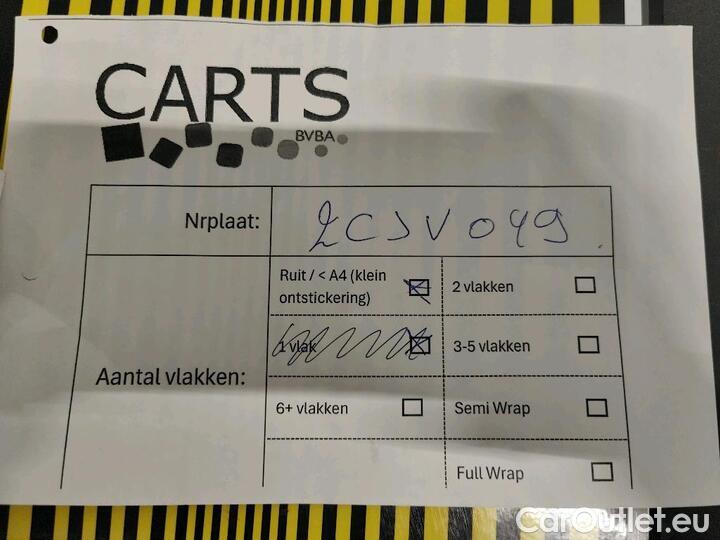 CARTS
BVBA
Nrplaat: 2CJV049
Ruit / < A4 (klein
ontstickering)
2 vlakken
1 vlak
3-5 vlakken
Aantal vlakken:
6+ vlakken
Semi Wrap
Full Wrap
CarOutlet.eu